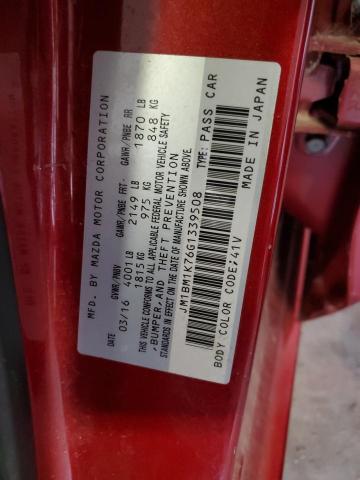 MFD. BY MAZDA MOTOR CORPORATION
DATE GVWR/PNBV GAWR/PNBE FRT. GAWR/PNBE RR
03/16 4001LB 2149 LB 1870 LB
1815KG 975 KG 848 KG
THIS VEHICLE CONFORMS TO ALL APPLICABLE FEDERAL MOTOR VEHICLE SAFETY
,BUMPER,AND THEFT PREVENTION
STANDARDS IN EFFECT ON THE DATE OF MANUFACTURE SHOWN ABOVE.
JM1BM1K76G1339508 TYPE: PASS CAR
BODY COLOR CODE:41V MADE IN JAPAN